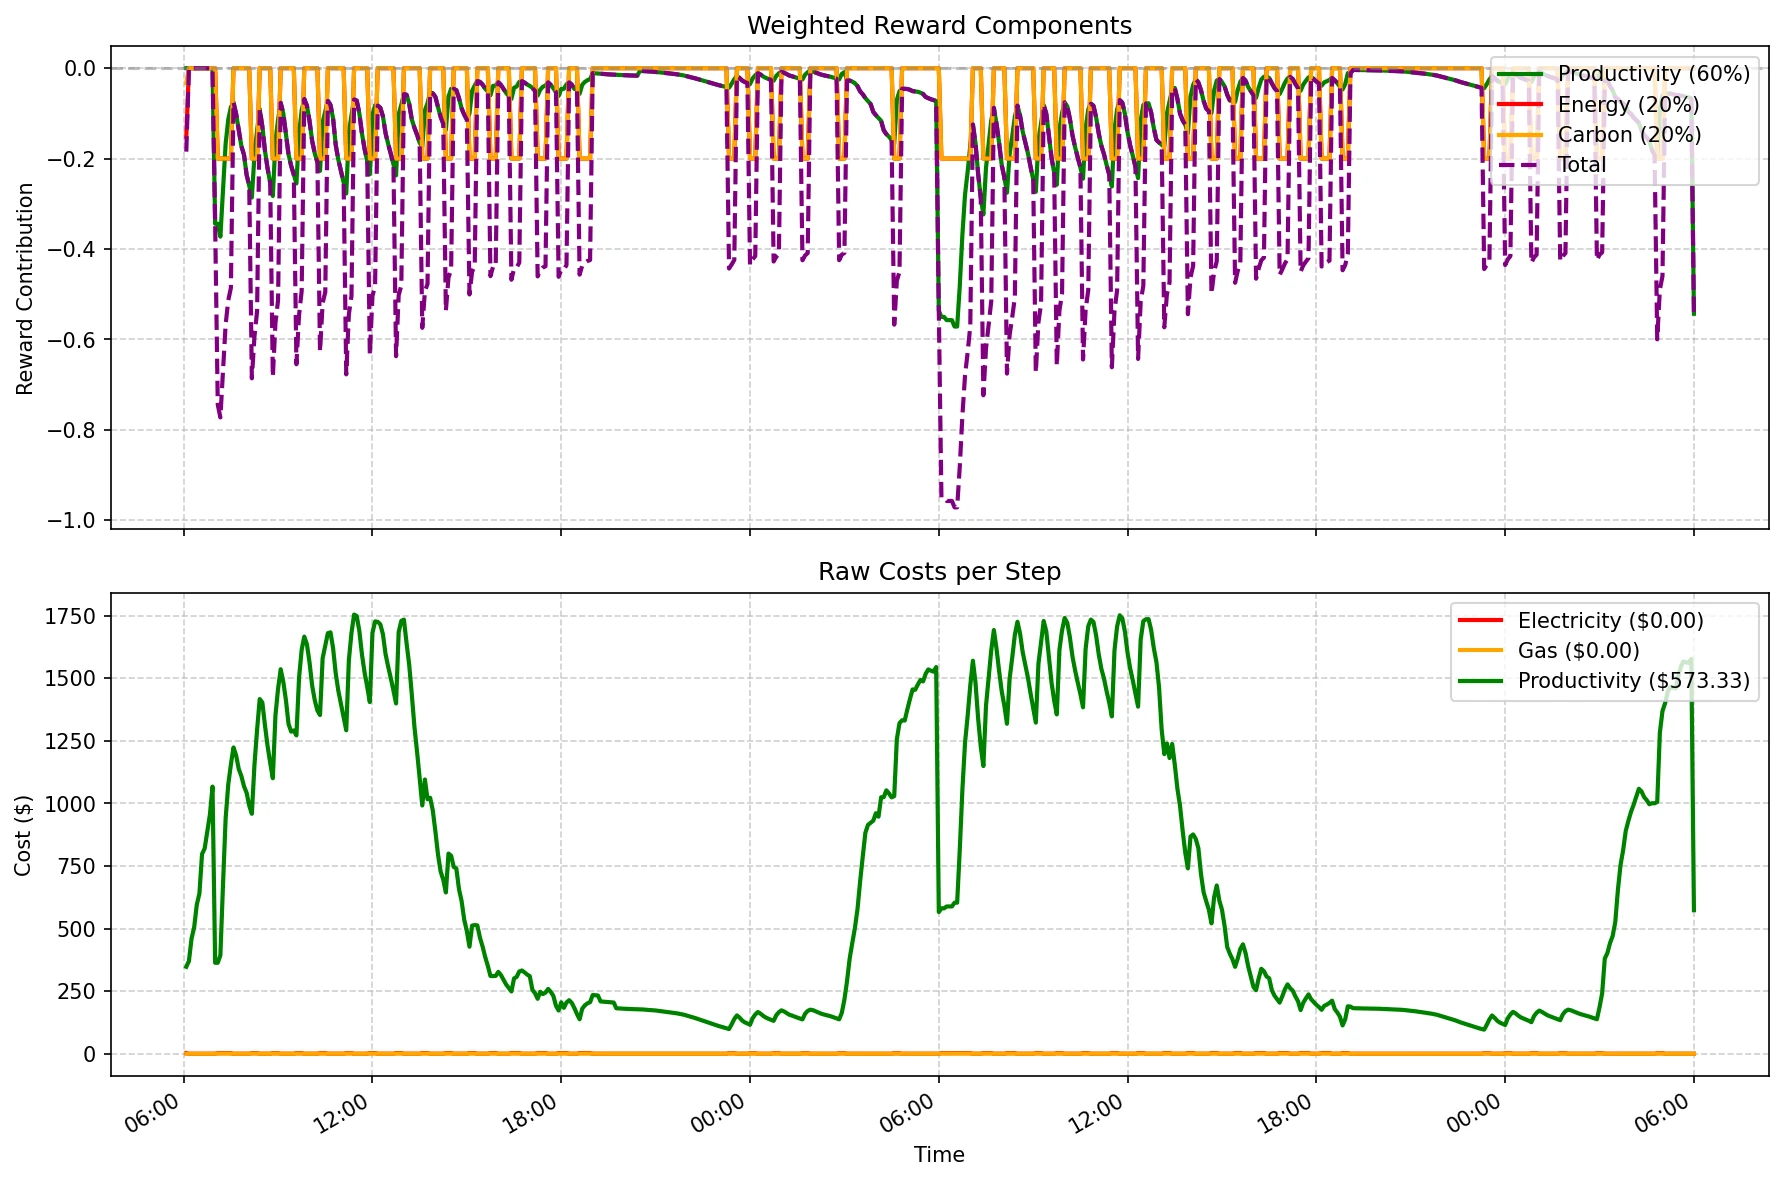 Weighted Reward Components
0.0
−0.2
−0.4
−0.6
−0.8
−1.0
Reward Contribution
Productivity (60%)
Energy (20%)
Carbon (20%)
Total
Raw Costs per Step
1750
1500
1250
1000
750
500
250
0
Cost ($)
Electricity ($0.00)
Gas ($0.00)
Productivity ($573.33)
06:00
12:00
18:00
00:00
06:00
12:00
18:00
00:00
06:00
Time